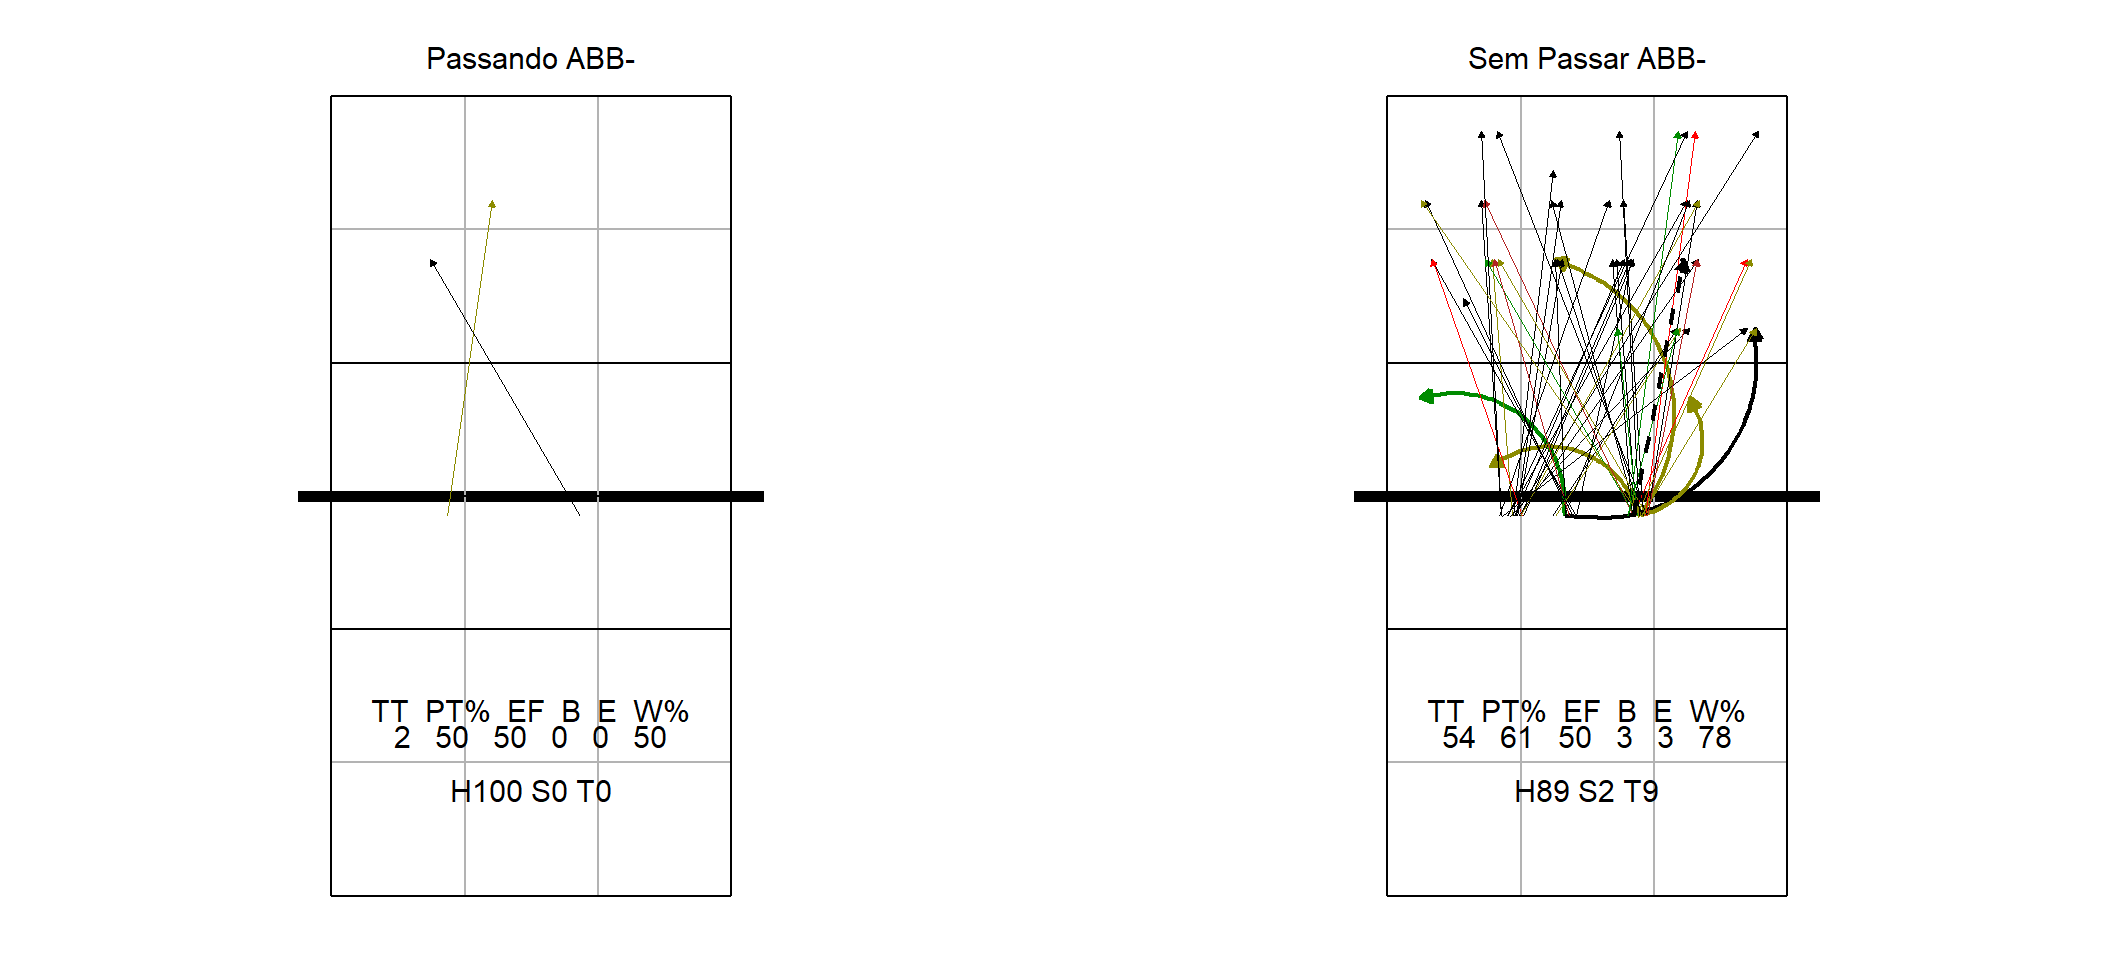 Passando ABB-
TT PT% EF B E W%
2 50 50 0 0 50
H100 S0 T0
Sem Passar ABB-
TT PT% EF B E W%
54 61 50 3 3 78
H89 S2 T9